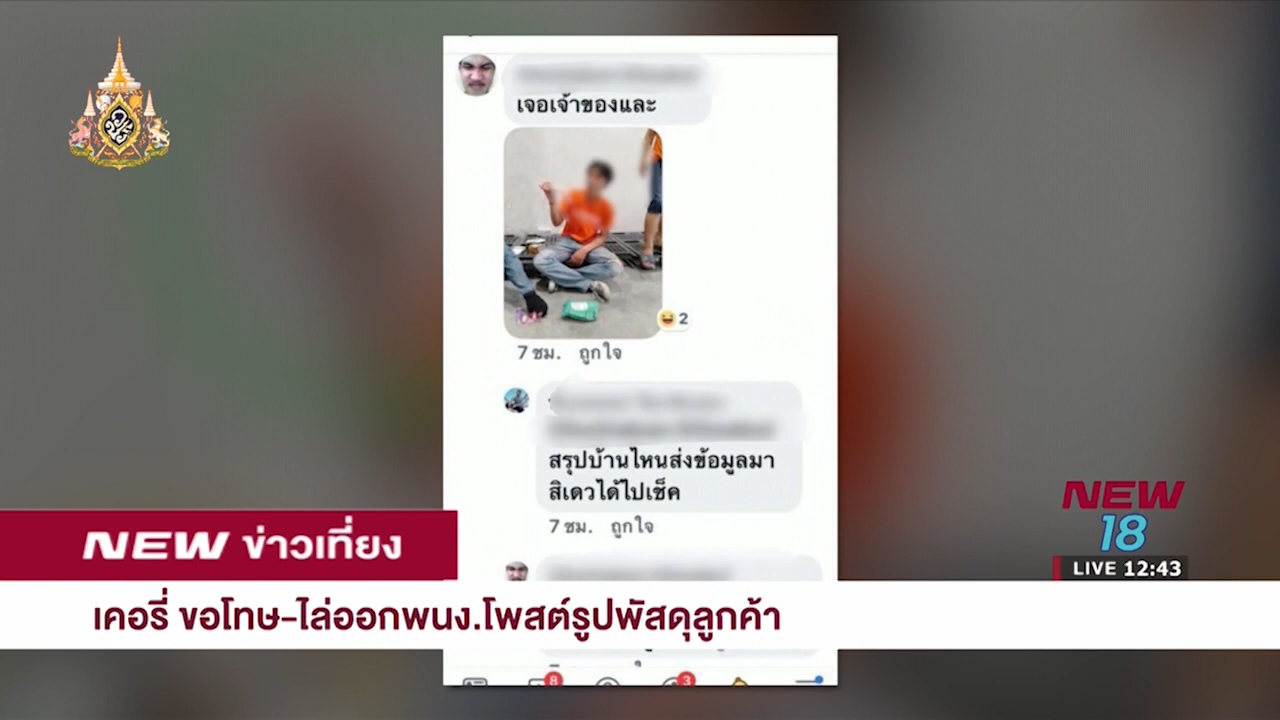 เจอเจ้าของและ
2
7 ชม. ถูกใจ
สรุปบ้านไหนส่งข้อมูลมา
สิเดวได้ไปเช็ค
7 ชม. ถูกใจ
NEW ข่าวเที่ยง
NEW
18
LIVE 12:43
เคอรี่ ขอโทษ-ไล่ออกพนง.โพสต์รูปพัสดุลูกค้า
8
3